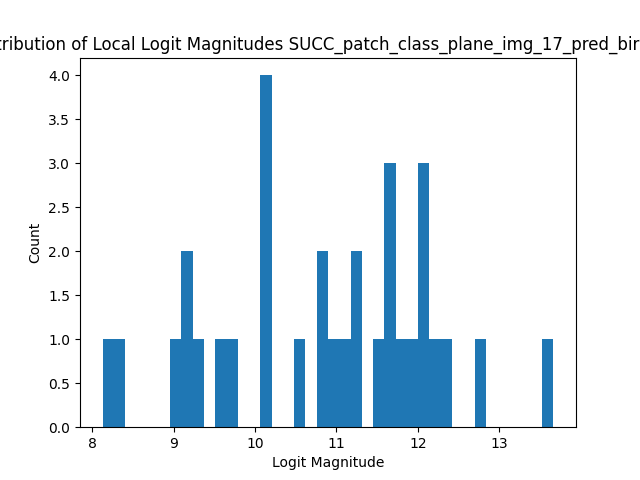 tribution of Local Logit Magnitudes SUCC_patch_class_plane_img_17_pred_bir
4.0
3.5
3.0
2.5
2.0
1.5
1.0
0.5
0.0
Count
8 9 10 11 12 13
Logit Magnitude